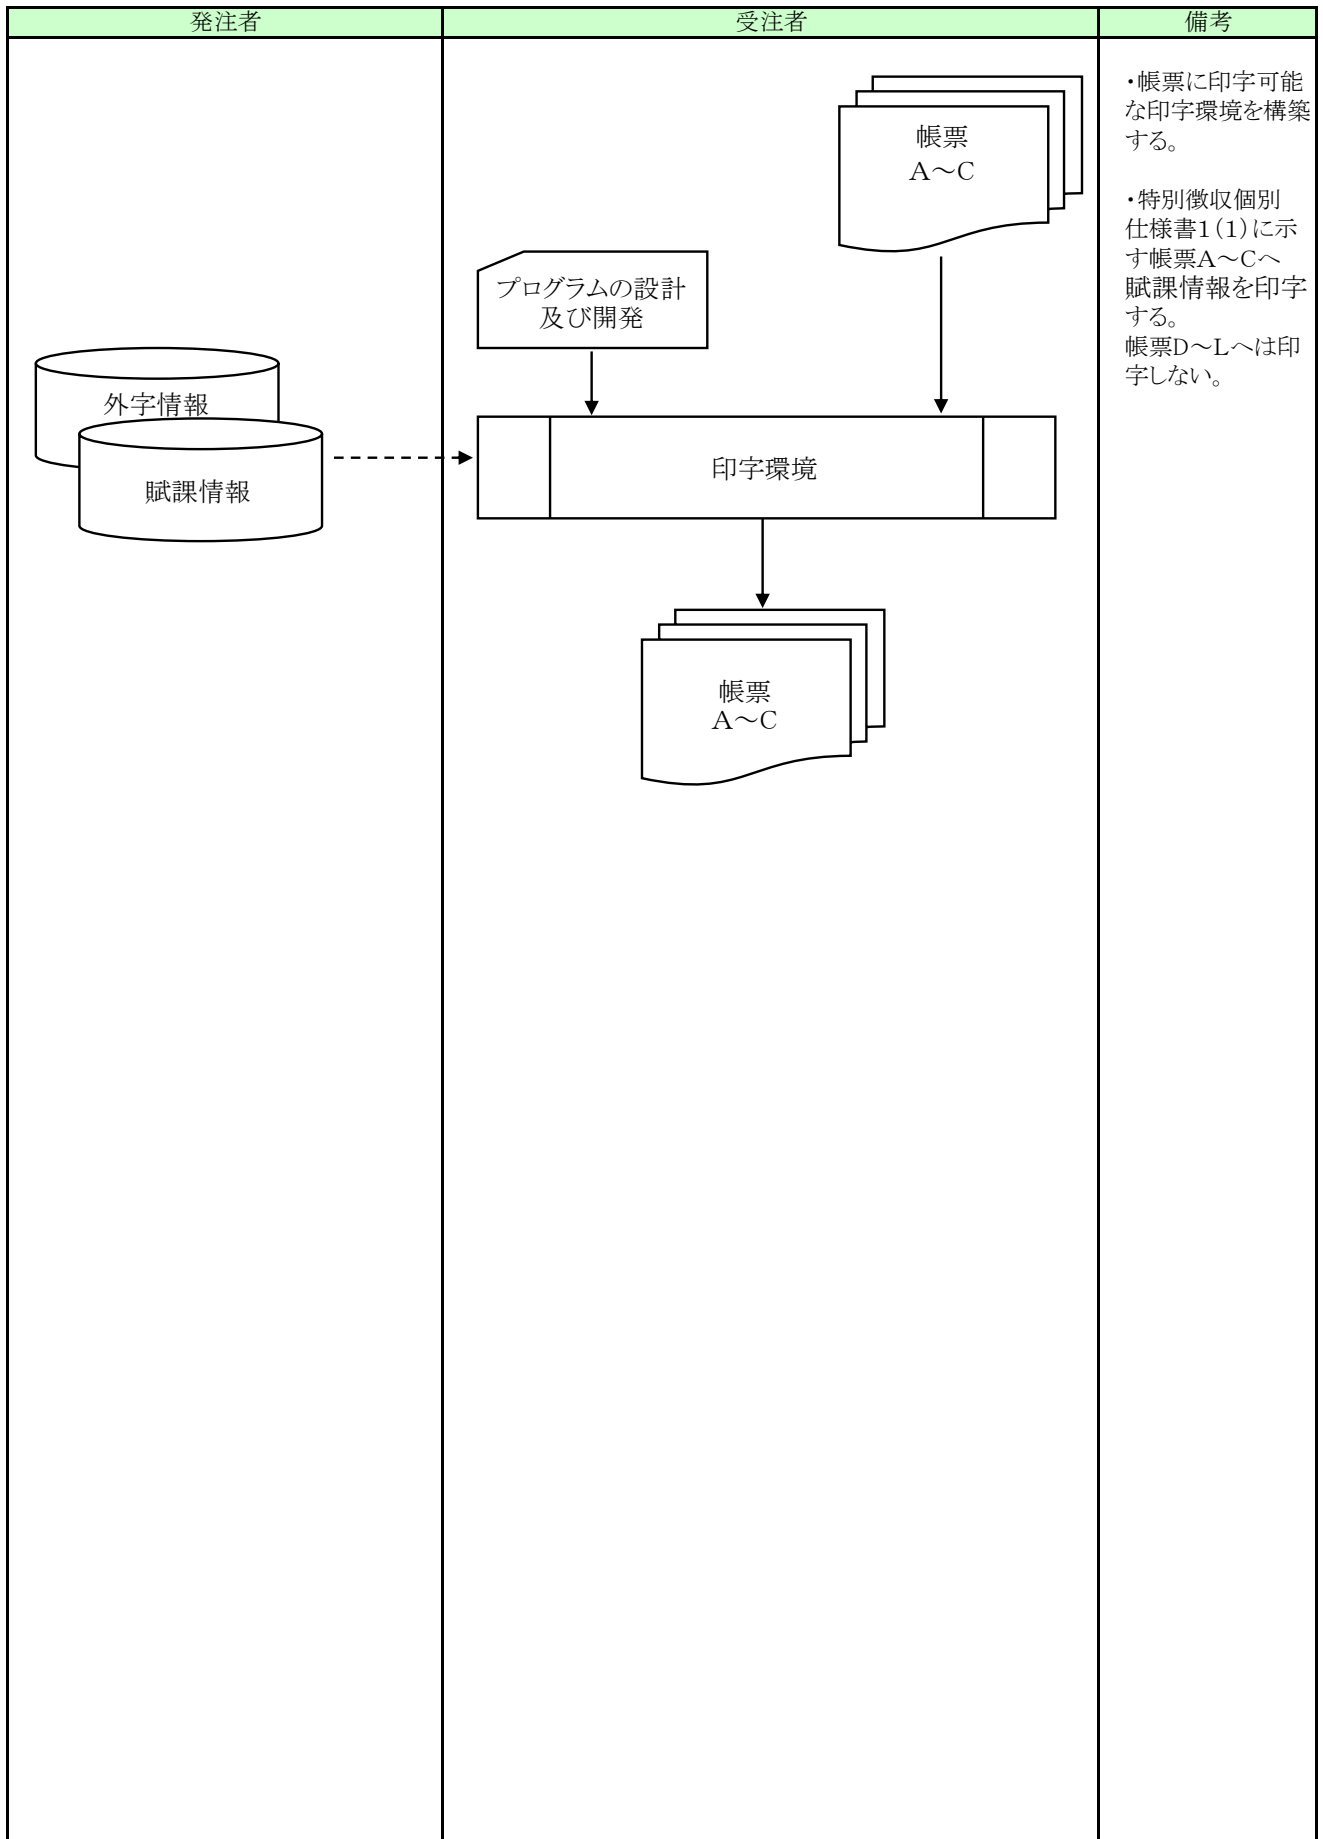 発注者
受注者
備考
帳票
A～C
プログラムの設計
及び開発
外字情報
賦課情報
印字環境
帳票
A～C
・帳票に印字可能
な印字環境を構築
する。
・特別徴収個別
仕様書1(1)に示
す帳票A～Cへ
賦課情報を印字
する。
帳票D～Lへは印
字しない。